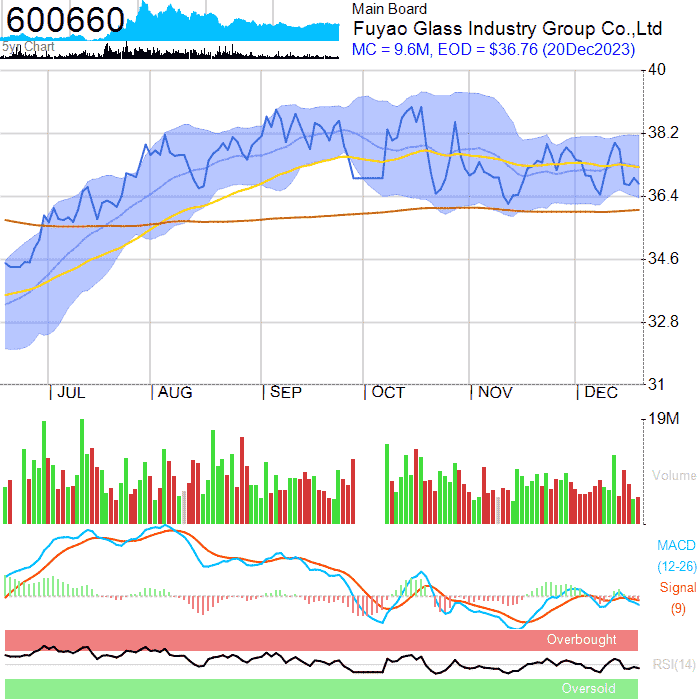 600660
5yr Chart
Main Board
Fuyao Glass Industry Group Co.,Ltd
MC = 9.6M, EOD = $36.76 (20Dec2023)
40
38.2
36.4
34.6
32.8
31
JUL AUG SEP OCT NOV DEC
19M
Volume
MACD
(12-26)
Signal
(9)
Overbought
RSI(14)
Oversold